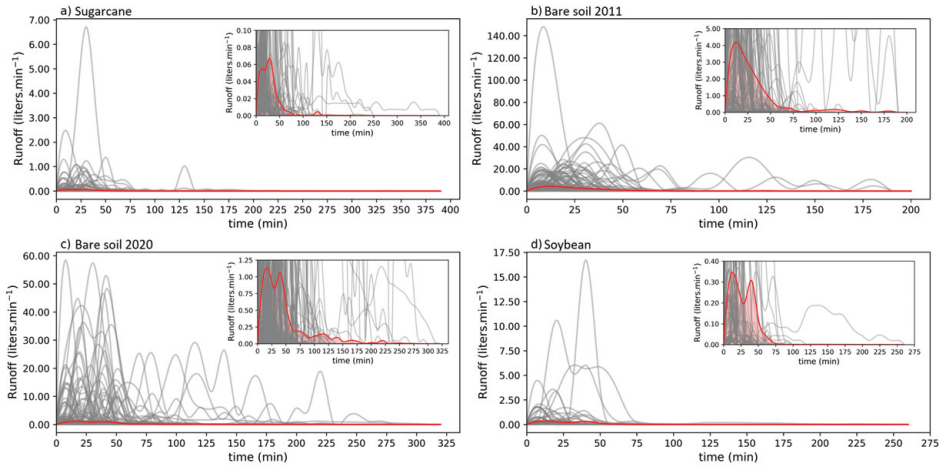 a) Sugarcane
7.00
6.00
5.00
4.00
3.00
2.00
1.00
0.00
Runoff (liters.min⁻¹)
0 25 50 75 100 125 150 175 200 225 250 275 300 325 350 375 400
time (min)
0.10
0.08
0.06
0.04
0.02
0.00
Runoff (liters.min⁻¹)
0 50 100 150 200 250 300 350 400
time (min)
b) Bare soil 2011
140.00
120.00
100.00
80.00
60.00
40.00
20.00
0.00
Runoff (liters.min⁻¹)
0 25 50 75 100 125 150 175 200
time (min)
5.00
4.00
3.00
2.00
1.00
0.00
Runoff (liters.min⁻¹)
0 25 50 75 100 125 150 175 200
time (min)
c) Bare soil 2020
60.00
50.00
40.00
30.00
20.00
10.00
0.00
Runoff (liters.min⁻¹)
0 25 50 75 100 125 150 175 200 225 250 275 300 325
time (min)
1.25
1.00
0.75
0.50
0.25
0.00
Runoff (liters.min⁻¹)
0 25 50 75 100 125 150 175 200 225 250 275 300 325
time (min)
d) Soybean
17.50
15.00
12.50
10.00
7.50
5.00
2.50
0.00
Runoff (liters.min⁻¹)
0 25 50 75 100 125 150 175 200 225 250 275
time (min)
0.40
0.30
0.20
0.10
0.00
Runoff (liters.min⁻¹)
0 25 50 75 100 125 150 175 200 225 250 275
time (min)